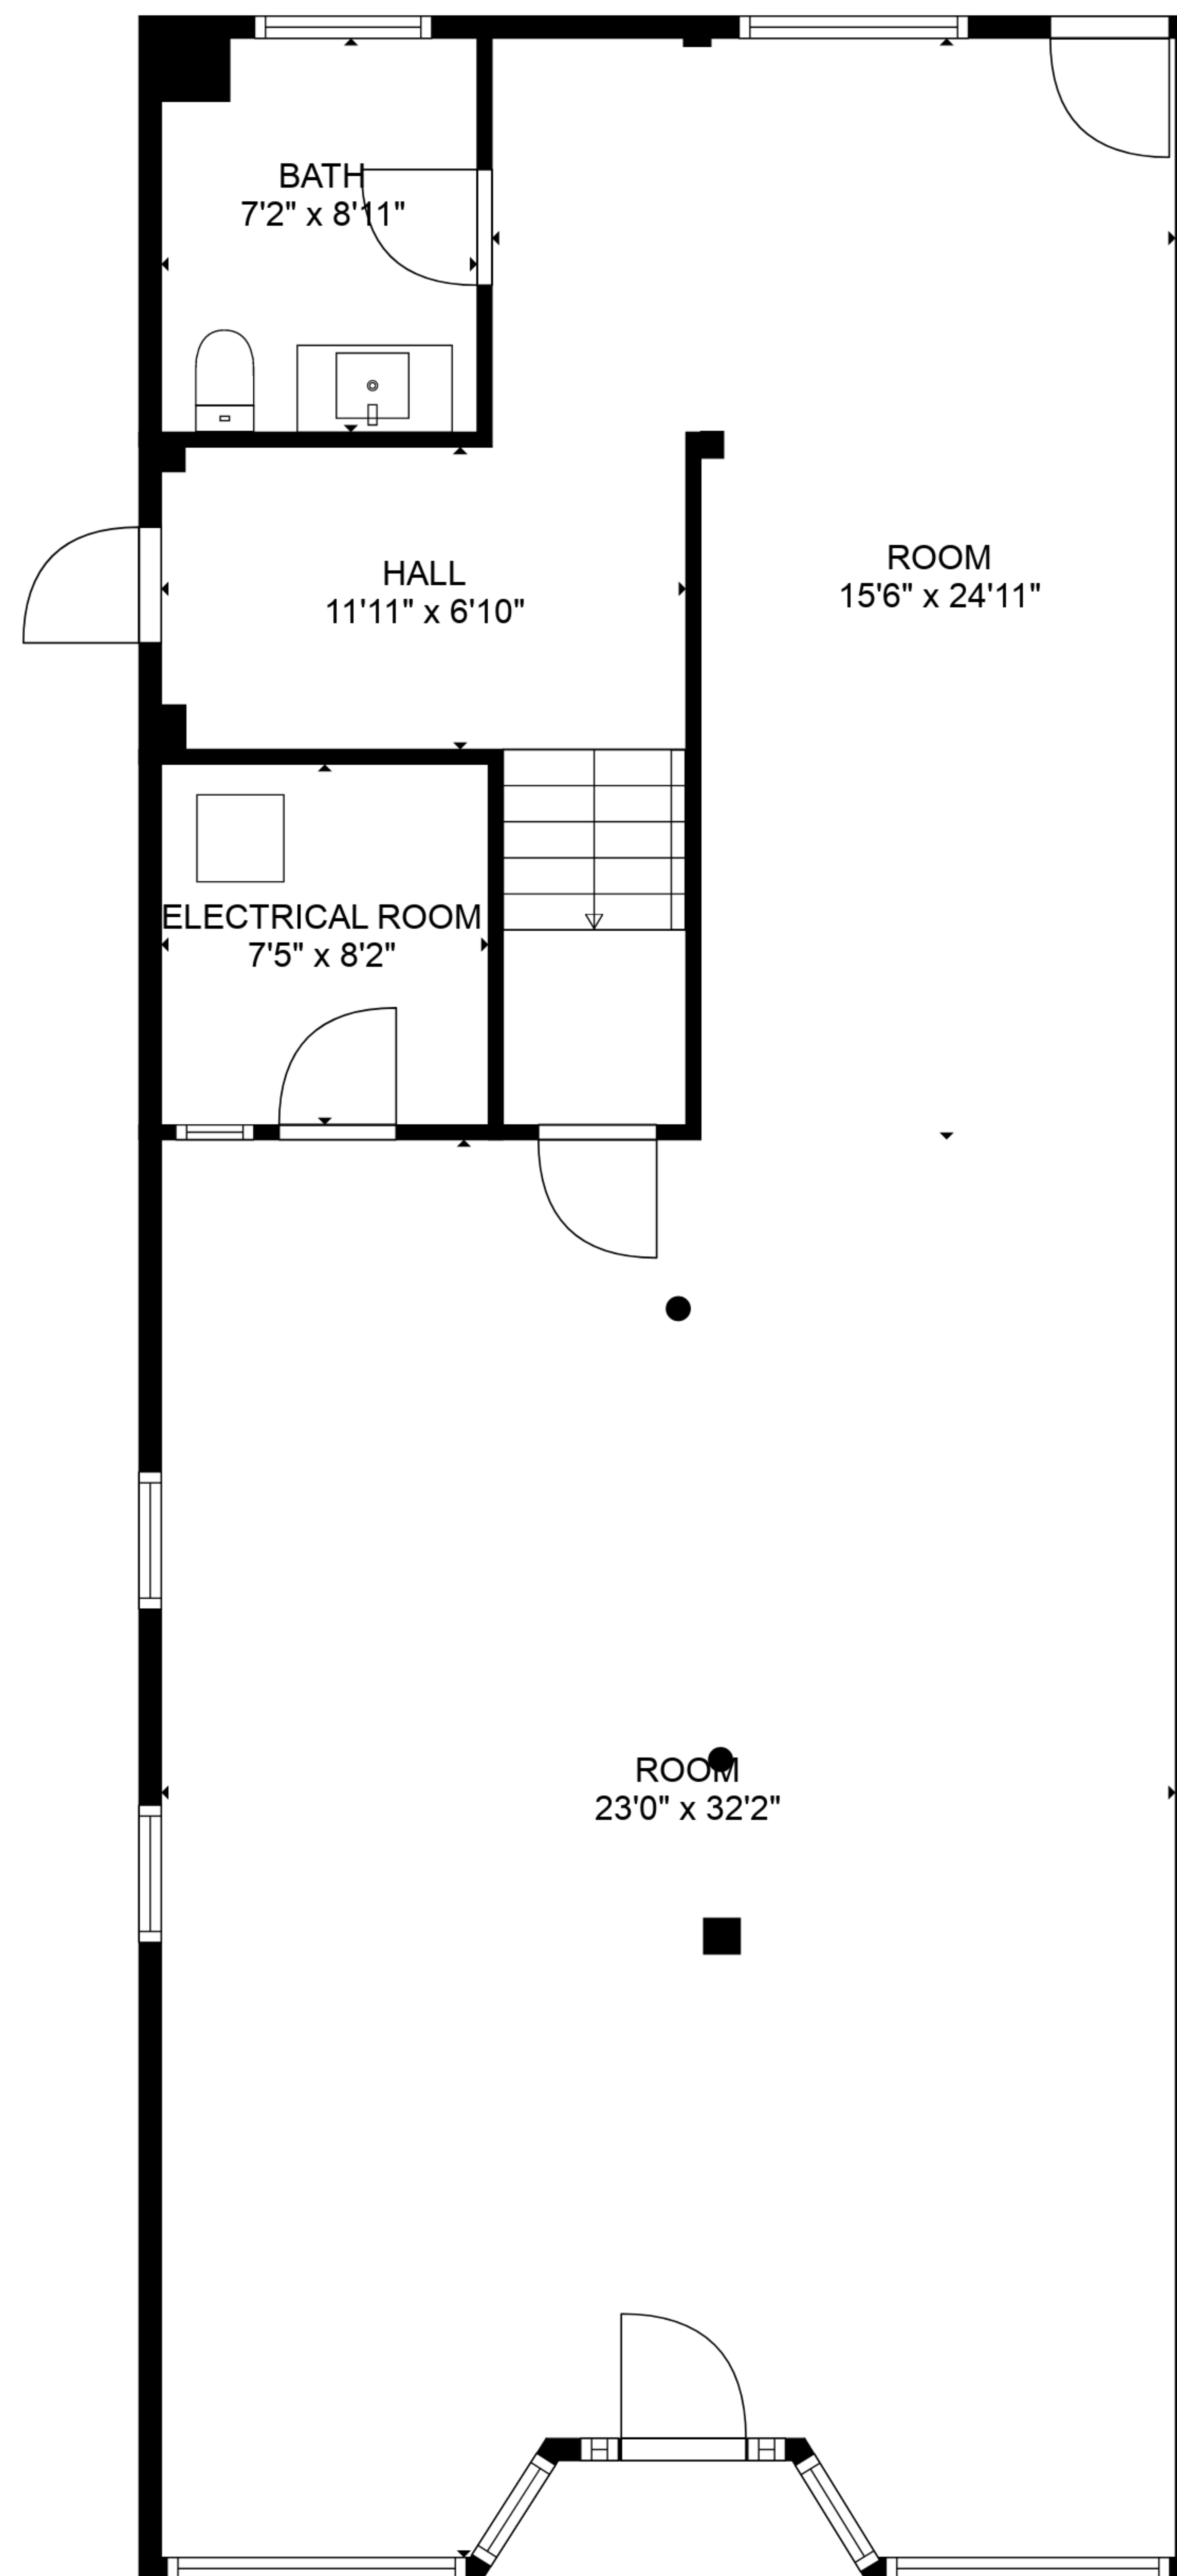 BATH
7'2" x 8'11"
ROOM
15'6" x 24'11"
HALL
11'11" x 6'10"
ELECTRICAL ROOM
7'5" x 8'2"
ROOM
23'0" x 32'2"